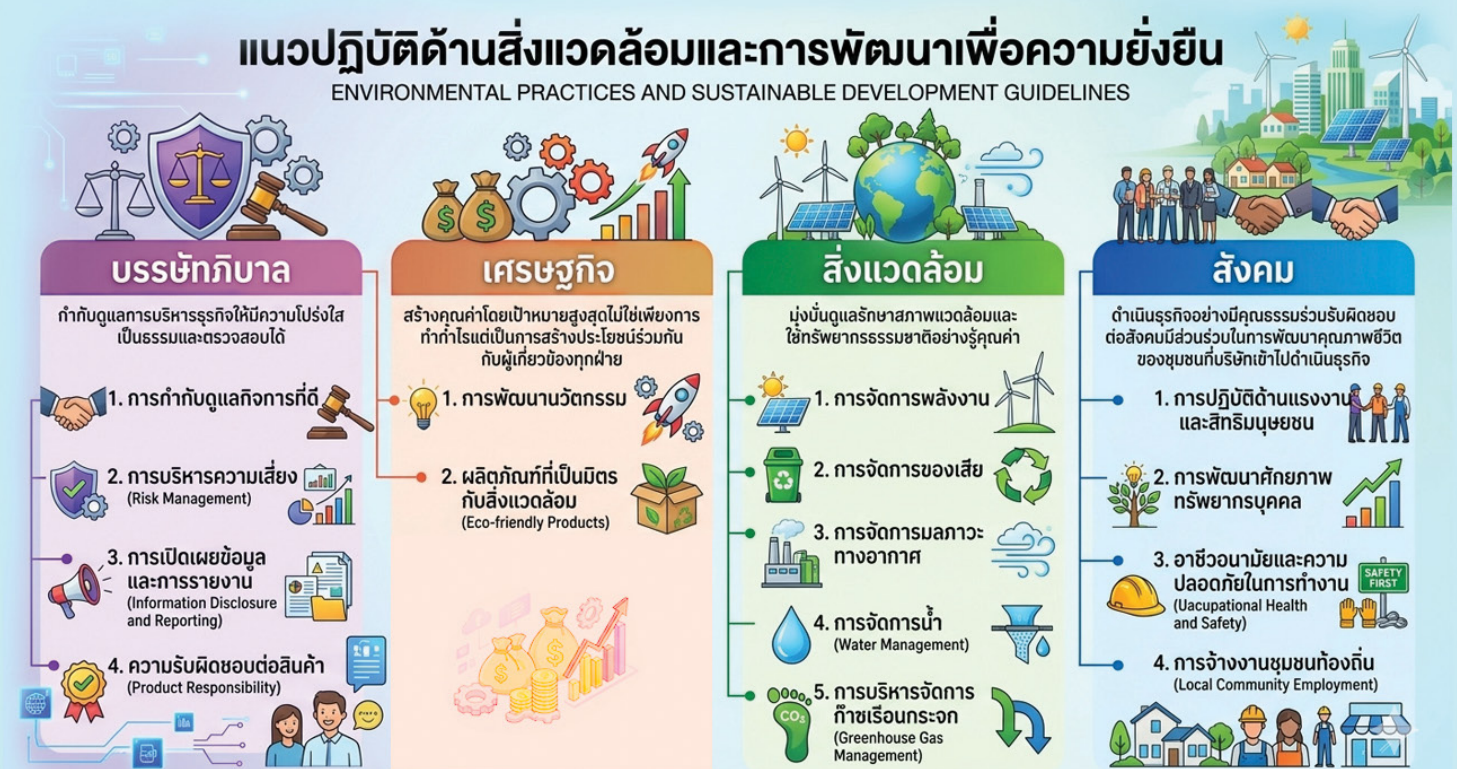 แนวปฏิบัติด้านสิ่งแวดล้อมและการพัฒนาเพื่อความยั่งยืน
ENVIRONMENTAL PRACTICES AND SUSTAINABLE DEVELOPMENT GUIDELINES
บรรษัทภิบาล
กำกับดูแลการบริหารธุรกิจให้มีความโปร่งใส
เป็นธรรมและตรวจสอบได้
1. การกำกับดูแลกิจการที่ดี
2. การบริหารความเสี่ยง
(Risk Management)
3. การเปิดเผยข้อมูล
และการรายงาน
(Information Disclosure
and Reporting)
4. ความรับผิดชอบต่อสินค้า
(Product Responsibility)
เศรษฐกิจ
สร้างคุณค่าโดยเป้าหมายสูงสุดไม่ใช่เพียงการ
ทำกำไรแต่เป็นการสร้างประโยชน์ร่วมกัน
กับผู้เกี่ยวข้องทุกฝ่าย
1. การพัฒนานวัตกรรม
2. ผลิตภัณฑ์ที่เป็นมิตร
กับสิ่งแวดล้อม
(Eco-friendly Products)
สิ่งแวดล้อม
มุ่งมั่นดูแลรักษาสภาพแวดล้อมและ
ใช้ทรัพยากรธรรมชาติอย่างรู้คุณค่า
1. การจัดการพลังงาน
2. การจัดการของเสีย
3. การจัดการมลภาวะ
ทางอากาศ
4. การจัดการน้ำ
(Water Management)
5. การบริหารจัดการ
ก๊าซเรือนกระจก
(Greenhouse Gas
Management)
สังคม
ดำเนินธุรกิจอย่างมีคุณธรรมร่วมรับผิดชอบ
ต่อสังคมมีส่วนร่วมในการพัฒนาคุณภาพชีวิต
ของชุมชนที่บริษัทเข้าไปดำเนินธุรกิจ
1. การปฏิบัติด้านแรงงาน
และสิทธิมนุษยชน
2. การพัฒนาศักยภาพ
ทรัพยากรบุคคล
3. อาชีวอนามัยและความ
ปลอดภัยในการทำงาน
(Uacupational Health
and Safety)
SAFETY
FIRST
4. การจ้างงานชุมชนท้องถิ่น
(Local Community Employment)